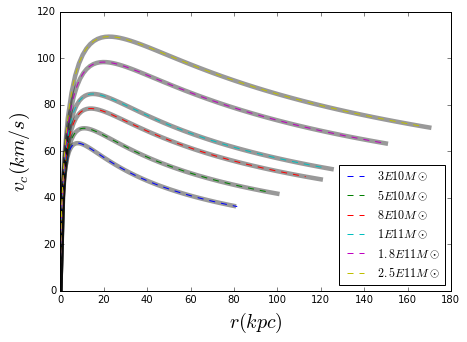 120
100
80
60
40
20
0
v_c(km/s)
3E10M⊙
5E10M⊙
8E10M⊙
1E11M⊙
1.8E11M⊙
2.5E11M⊙
0 20 40 60 80 100 120 140 160 180
r(kpc)